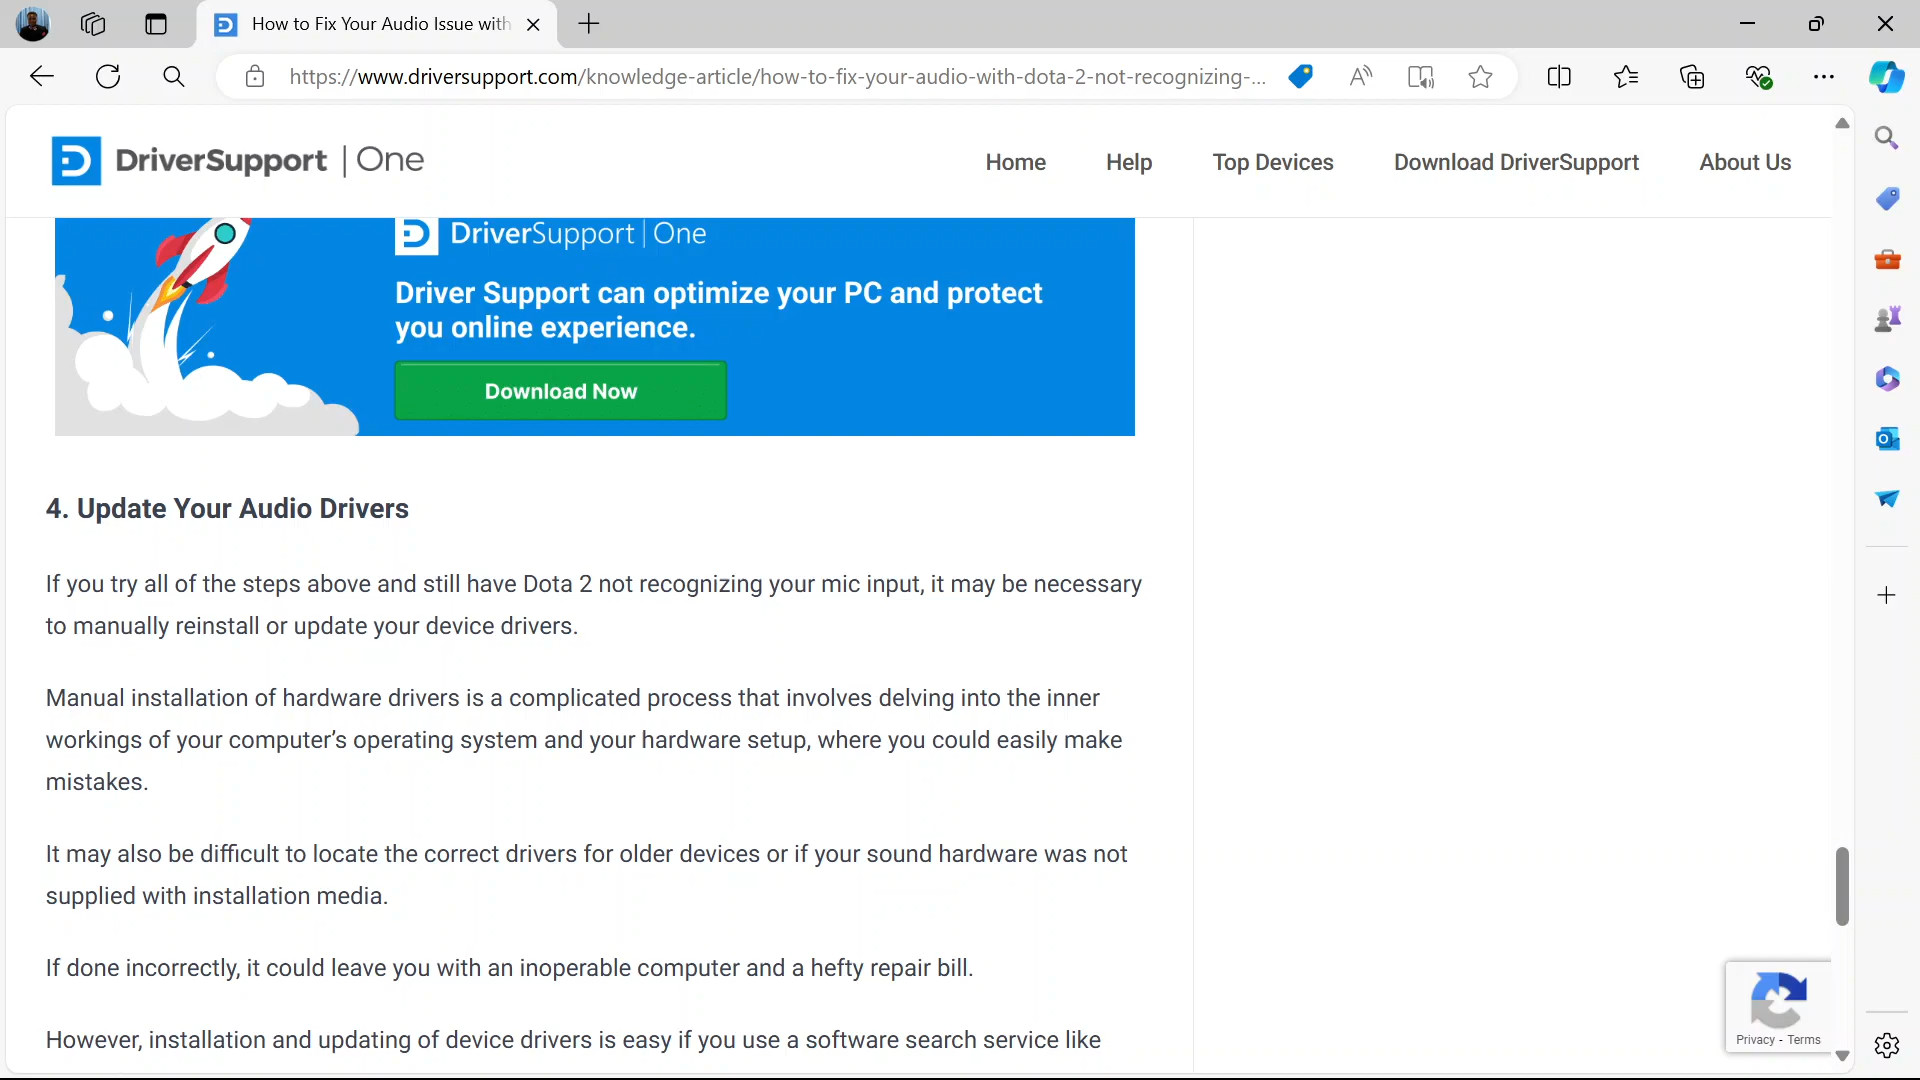 How to Fix Your Audio Issue with
https://www.driversupport.com/knowledge-article/how-to-fix-your-audio-with-dota-2-not-recognizing-...
DriverSupport | One
Home
Help
Top Devices
Download DriverSupport
About Us
DriverSupport | One
Driver Support can optimize your PC and protect
you online experience.
Download Now
4. Update Your Audio Drivers
If you try all of the steps above and still have Dota 2 not recognizing your mic input, it may be necessary
to manually reinstall or update your device drivers.
Manual installation of hardware drivers is a complicated process that involves delving into the inner
workings of your computer’s operating system and your hardware setup, where you could easily make
mistakes.
It may also be difficult to locate the correct drivers for older devices or if your sound hardware was not
supplied with installation media.
If done incorrectly, it could leave you with an inoperable computer and a hefty repair bill.
However, installation and updating of device drivers is easy if you use a software search service like
Privacy - Terms